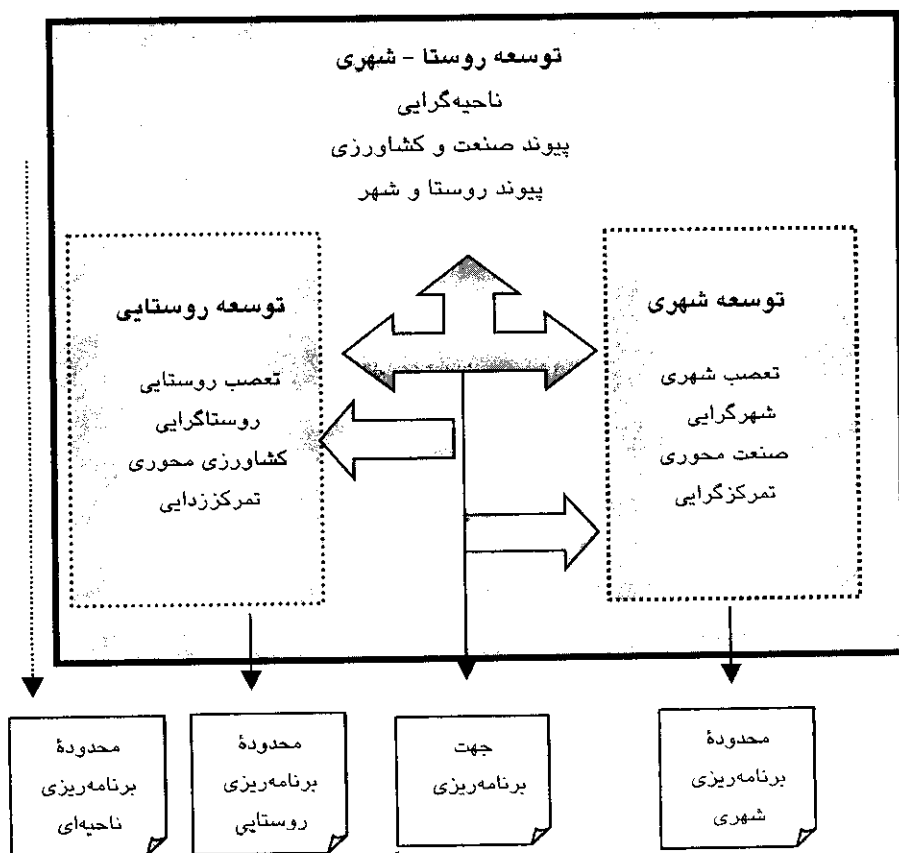 توسعه روستا - شهری
ناحیه‌گرایی
پیوند صنعت و کشاورزی
پیوند روستا و شهر
توسعه شهری
تعصب شهری
شهرگرایی
صنعت محوری
تمرکزگرایی
توسعه روستایی
تعصب روستایی
روستاگرایی
کشاورزی محوری
تمرکززدایی
محدودهٔ
برنامه‌ریزی
شهری
جهت
برنامه‌ریزی
محدودهٔ
برنامه‌ریزی
روستایی
محدودهٔ
برنامه‌ریزی
ناحیه‌ای